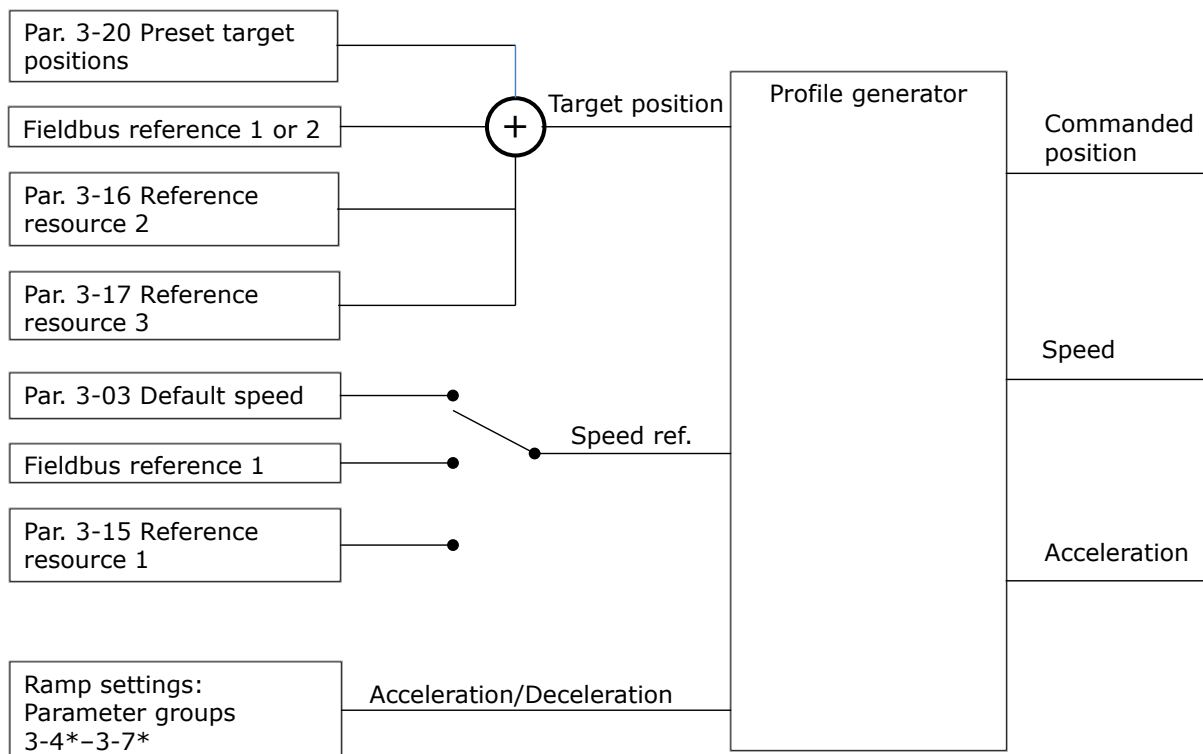 Par. 3-20 Preset target
positions
Fieldbus reference 1 or 2
Par. 3-16 Reference
resource 2
Par. 3-17 Reference
resource 3
+
Target position
Par. 3-03 Default speed
Fieldbus reference 1
Par. 3-15 Reference
resource 1
Speed ref.
Ramp settings:
Parameter groups
3-4*–3-7*
Acceleration/Deceleration
Profile generator
Commanded
position
Speed
Acceleration